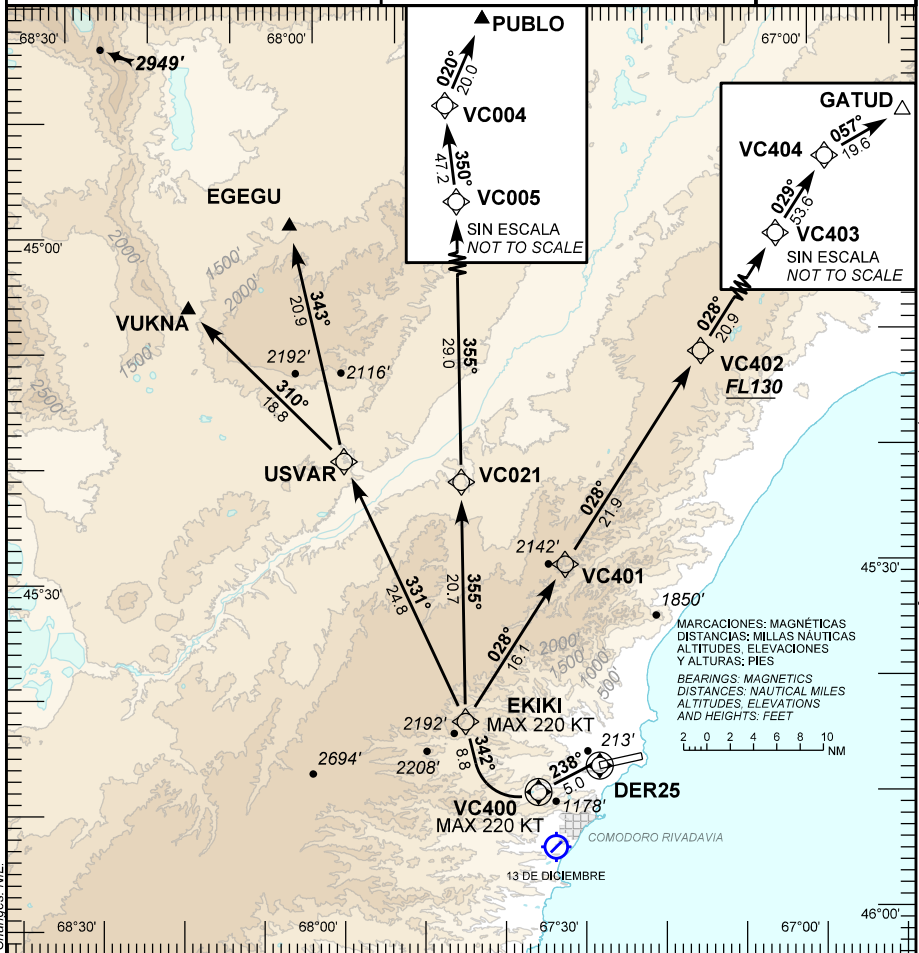 68°30'
68°00'
67°00'
2949'
PUBLO
020°
20.0
VC004
350°
47.2
VC005
SIN ESCALA
NOT TO SCALE
GATUD
057°
19.6
VC404
029°
53.6
VC403
SIN ESCALA
NOT TO SCALE
EGEGU
2000'
1500'
2000'
45°00'
45°00'
VUKNA
343°
20.9
1500'
2500'
2192'
2116'
310°
18.8
355°
29.0
028°
20.9
VC402
FL130
USVAR
VC021
028°
21.9
2142'
VC401
45°30'
45°30'
331°
24.8
355°
20.7
028°
16.1
1850'
2000'
1500'
1000'
500'
MARCACIONES: MAGNÉTICAS
DISTANCIAS: MILLAS NÁUTICAS
ALTITUDES, ELEVACIONES
Y ALTURAS: PIES
BEARINGS: MAGNETICS
DISTANCES: NAUTICAL MILES
ALTITUDES, ELEVATIONS
AND HEIGHTS: FEET
2 0 2 4 6 8 10
NM
EKIKI
MAX 220 KT
2192'
2208'
2694'
342°
8.8
213'
238°
5.0
DER25
VC400
MAX 220 KT
1178'
COMODORO RIVADAVIA
13 DE DICIEMBRE
46°00'
68°30'
68°00'
67°30'
67°00'